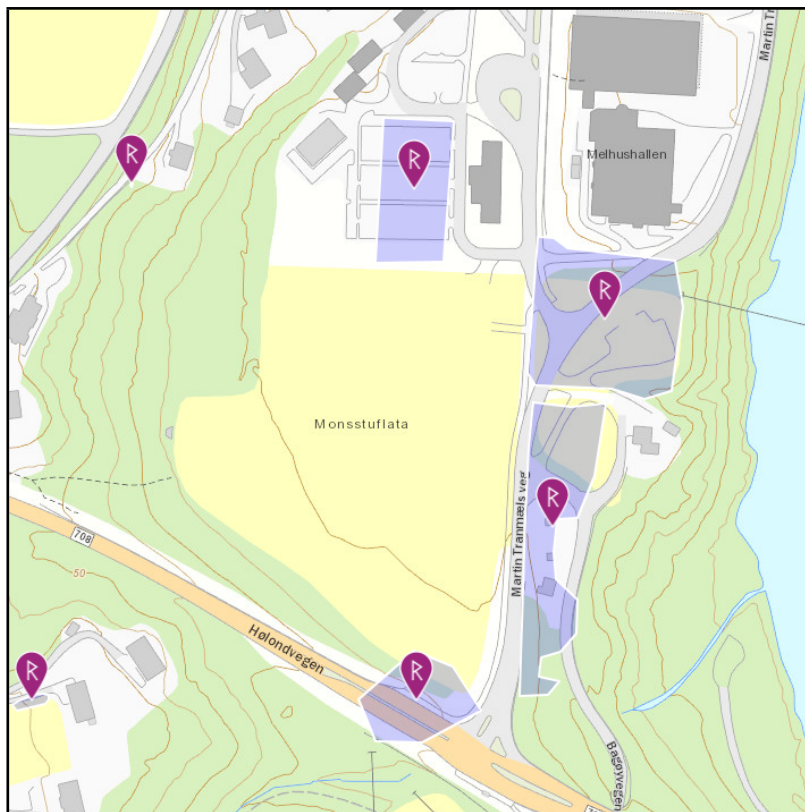 Martin Tr
Melhushallen
Monsstuflata
Martin Tranmæls veg
708
50
Hølondvegen
Bagøyvegen